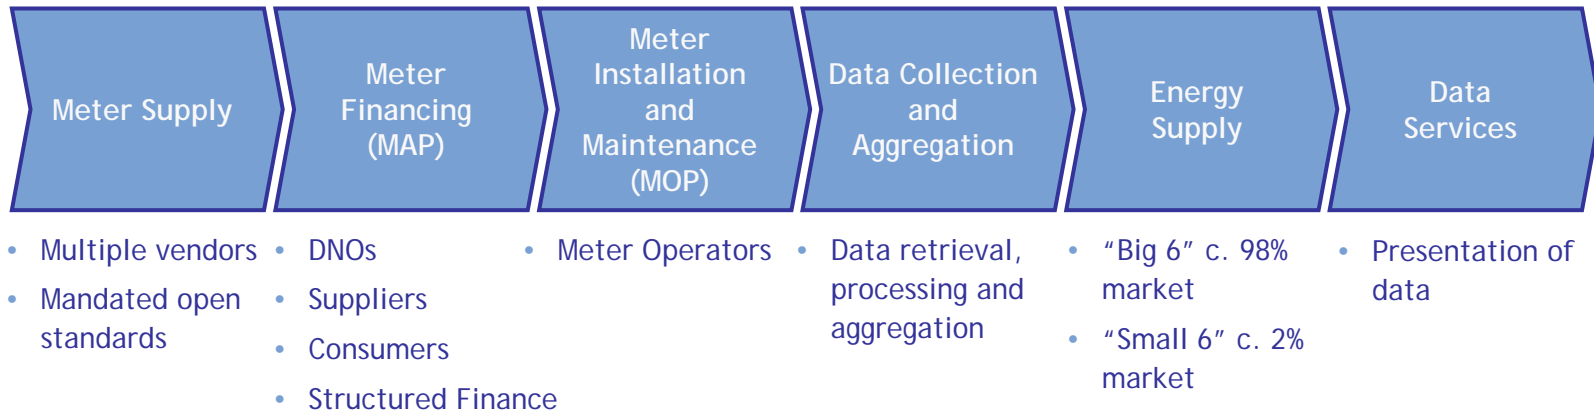 Meter Supply
Meter
Financing
(MAP)
Meter
Installation
and
Maintenance
(MOP)
Data Collection
and
Aggregation
Energy
Supply
Data
Services
• Multiple vendors
• Mandated open
standards
• DNOs
• Suppliers
• Consumers
• Structured Finance
• Meter Operators
• Data retrieval,
processing and
aggregation
• “Big 6” c. 98%
market
• “Small 6” c. 2%
market
• Presentation of
data